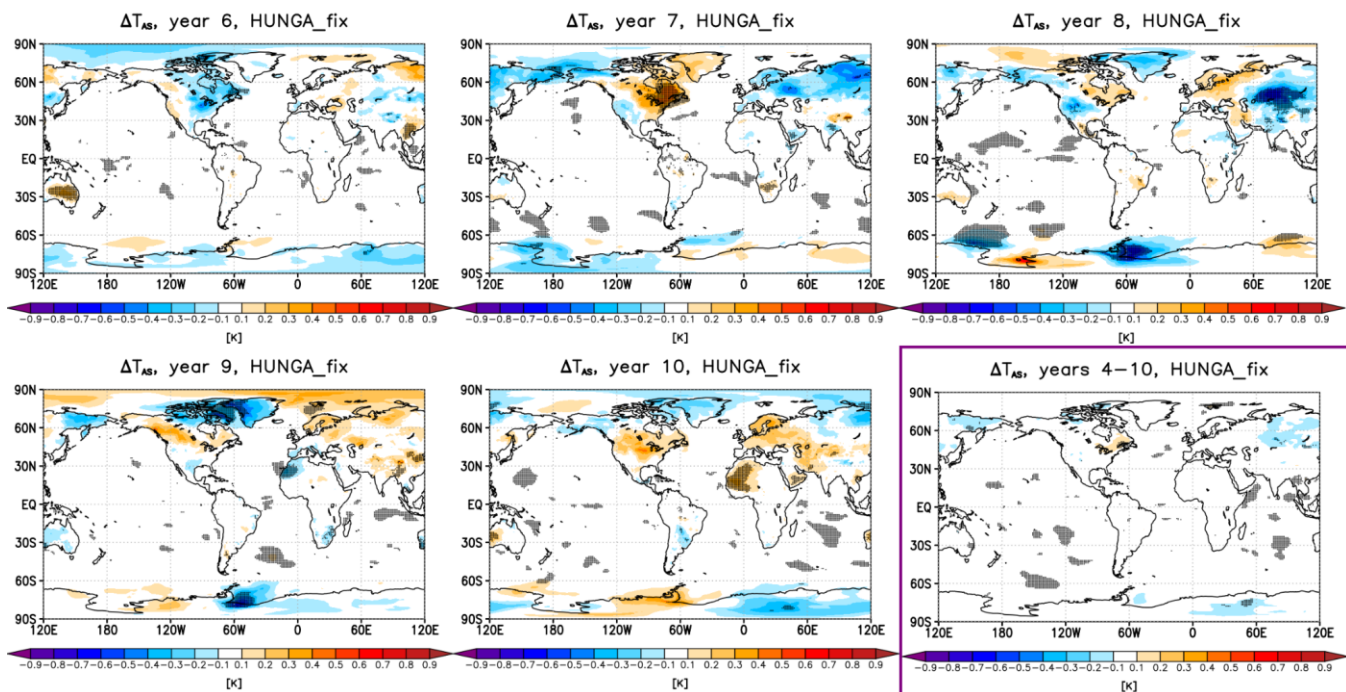 ΔT_AS, year 6, HUNGA_fix
90N
60N
30N
EQ
30S
60S
90S
120E 180 120W 60W 0 60E 120E
−0.9 −0.8 −0.7 −0.6 −0.5 −0.4 −0.3 −0.2 −0.1 0.1 0.2 0.3 0.4 0.5 0.6 0.7 0.8 0.9
[K]
ΔT_AS, year 7, HUNGA_fix
90N
60N
30N
EQ
30S
60S
90S
120E 180 120W 60W 0 60E 120E
−0.9 −0.8 −0.7 −0.6 −0.5 −0.4 −0.3 −0.2 −0.1 0.1 0.2 0.3 0.4 0.5 0.6 0.7 0.8 0.9
[K]
ΔT_AS, year 8, HUNGA_fix
90N
60N
30N
EQ
30S
60S
90S
120E 180 120W 60W 0 60E 120E
−0.9 −0.8 −0.7 −0.6 −0.5 −0.4 −0.3 −0.2 −0.1 0.1 0.2 0.3 0.4 0.5 0.6 0.7 0.8 0.9
[K]
ΔT_AS, year 9, HUNGA_fix
90N
60N
30N
EQ
30S
60S
90S
120E 180 120W 60W 0 60E 120E
−0.9 −0.8 −0.7 −0.6 −0.5 −0.4 −0.3 −0.2 −0.1 0.1 0.2 0.3 0.4 0.5 0.6 0.7 0.8 0.9
[K]
ΔT_AS, year 10, HUNGA_fix
90N
60N
30N
EQ
30S
60S
90S
120E 180 120W 60W 0 60E 120E
−0.9 −0.8 −0.7 −0.6 −0.5 −0.4 −0.3 −0.2 −0.1 0.1 0.2 0.3 0.4 0.5 0.6 0.7 0.8 0.9
[K]
ΔT_AS, years 4−10, HUNGA_fix
90N
60N
30N
EQ
30S
60S
90S
120E 180 120W 60W 0 60E 120E
−0.9 −0.8 −0.7 −0.6 −0.5 −0.4 −0.3 −0.2 −0.1 0.1 0.2 0.3 0.4 0.5 0.6 0.7 0.8 0.9
[K]